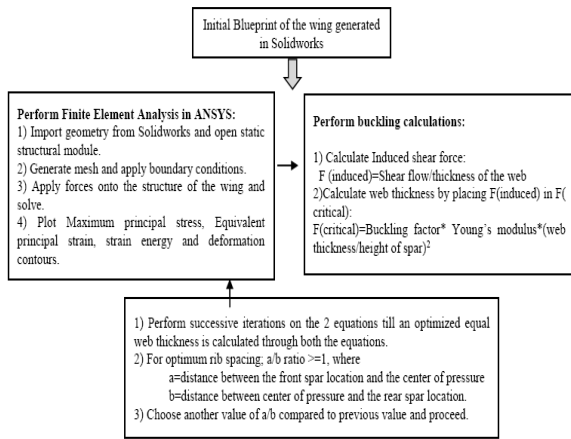 Initial Blueprint of the wing generated
in Solidworks
Perform Finite Element Analysis in ANSYS:
1) Import geometry from Solidworks and open static
structural module.
2) Generate mesh and apply boundary conditions.
3) Apply forces onto the structure of the wing and
solve.
4) Plot Maximum principal stress, Equivalent
principal strain, strain energy and deformation
contours.
Perform buckling calculations:
1) Calculate Induced shear force:
F (induced)=Shear flow/thickness of the web
2)Calculate web thickness by placing F(induced) in F(
critical):
F(critical)=Buckling factor* Young's modulus*(web
thickness/height of spar)²
1) Perform successive iterations on the 2 equations till an optimized equal
web thickness is calculated through both the equations.
2) For optimum rib spacing; a/b ratio >=1, where
a=distance between the front spar location and the center of pressure
b=distance between center of pressure and the rear spar location.
3) Choose another value of a/b compared to previous value and proceed.